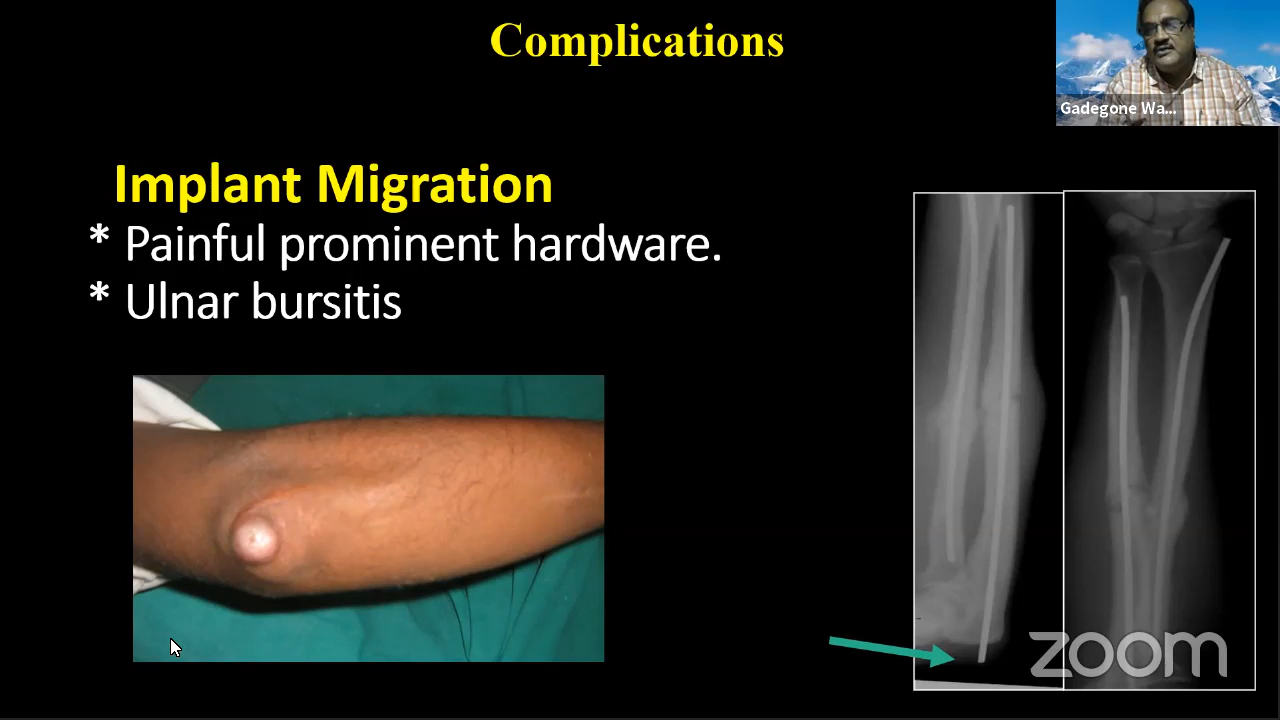 Complications
Gadegone Wa...
Implant Migration
* Painful prominent hardware.
* Ulnar bursitis
zoom